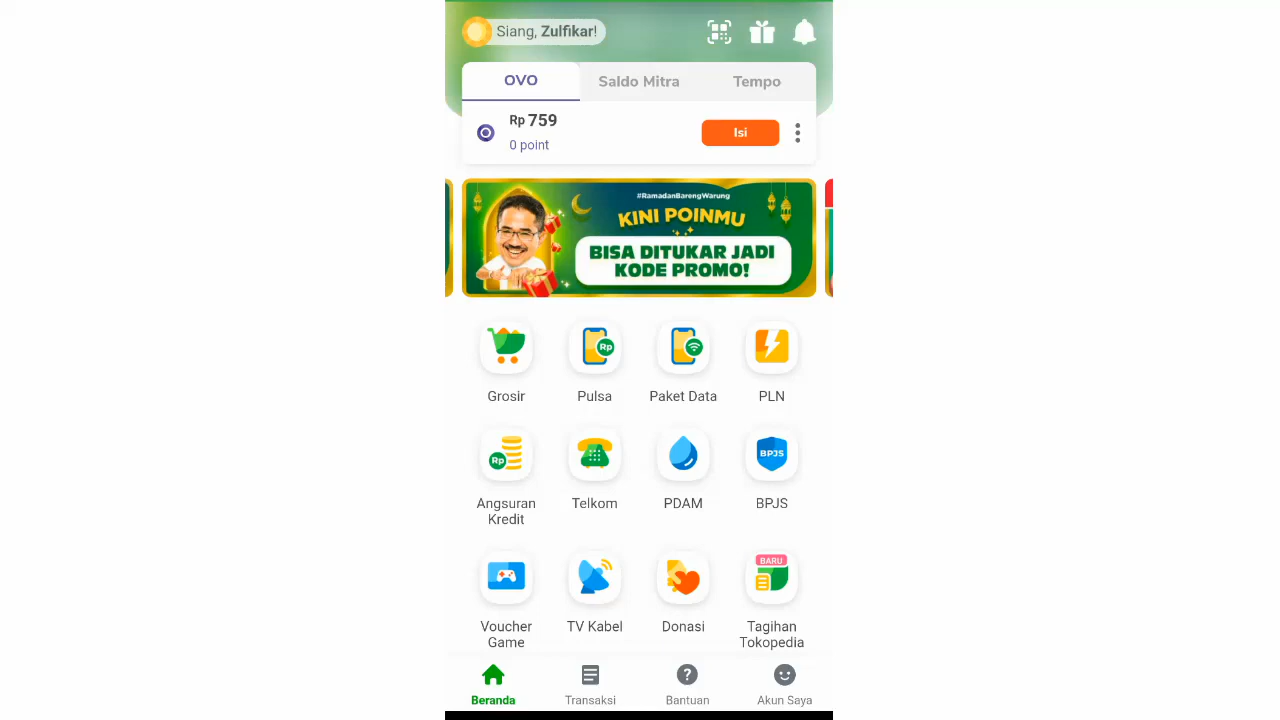 Siang, Zulfikar!
OVO
Saldo Mitra
Tempo
Rp 759
0 point
Isi
#RamadanBarengWarung
KINI POINMU
BISA DITUKAR JADI
KODE PROMO!
Grosir
Rp
Pulsa
Paket Data
PLN
Rp
Angsuran
Kredit
Telkom
PDAM
BPJS
BPJS
Voucher
Game
TV Kabel
Donasi
BARU
Tagihan
Tokopedia
Beranda
Transaksi
Bantuan
Akun Saya